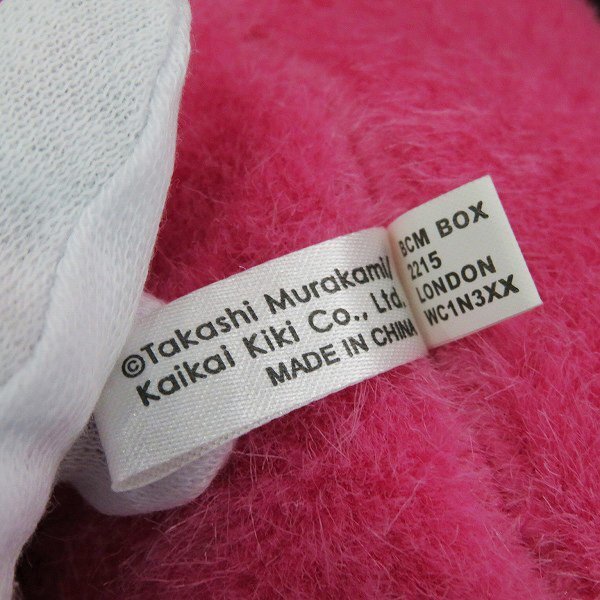 ©Takashi Murakami/
Kaikai Kiki Co., Ltd.
MADE IN CHINA
BCM BOX
2215
LONDON
WC1N3XX